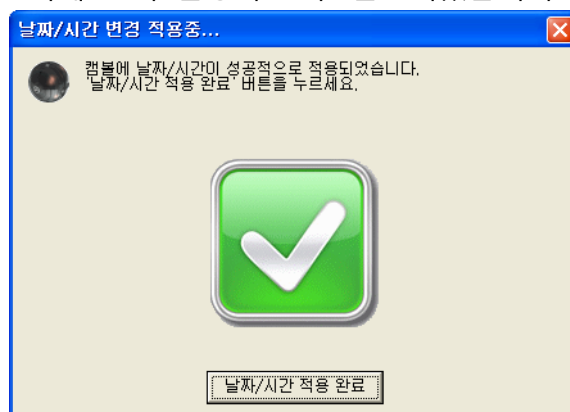 날짜/시간 변경 적용중...
캠볼에 날짜/시간이 성공적으로 적용되었습니다.
'날짜/시간 적용 완료' 버튼을 누르세요.
날짜/시간 적용 완료